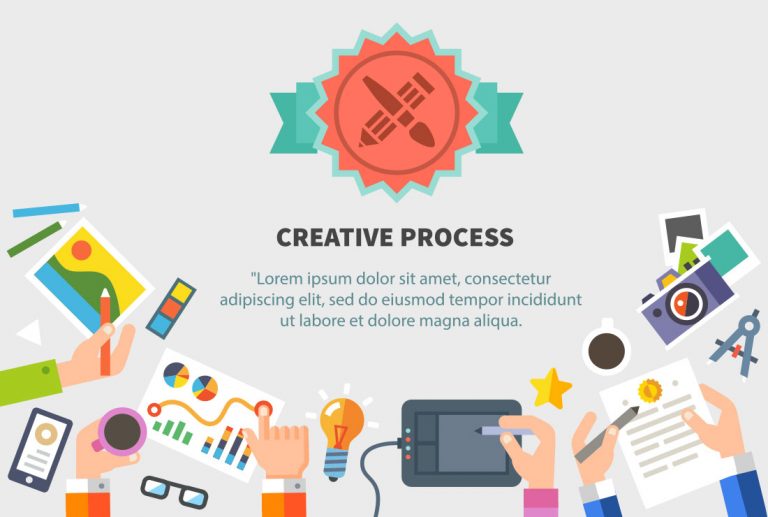 CREATIVE PROCESS
"Lorem ipsum dolor sit amet, consectetur
adipiscing elit, sed do eiusmod tempor incididunt
ut labore et dolore magna aliqua.